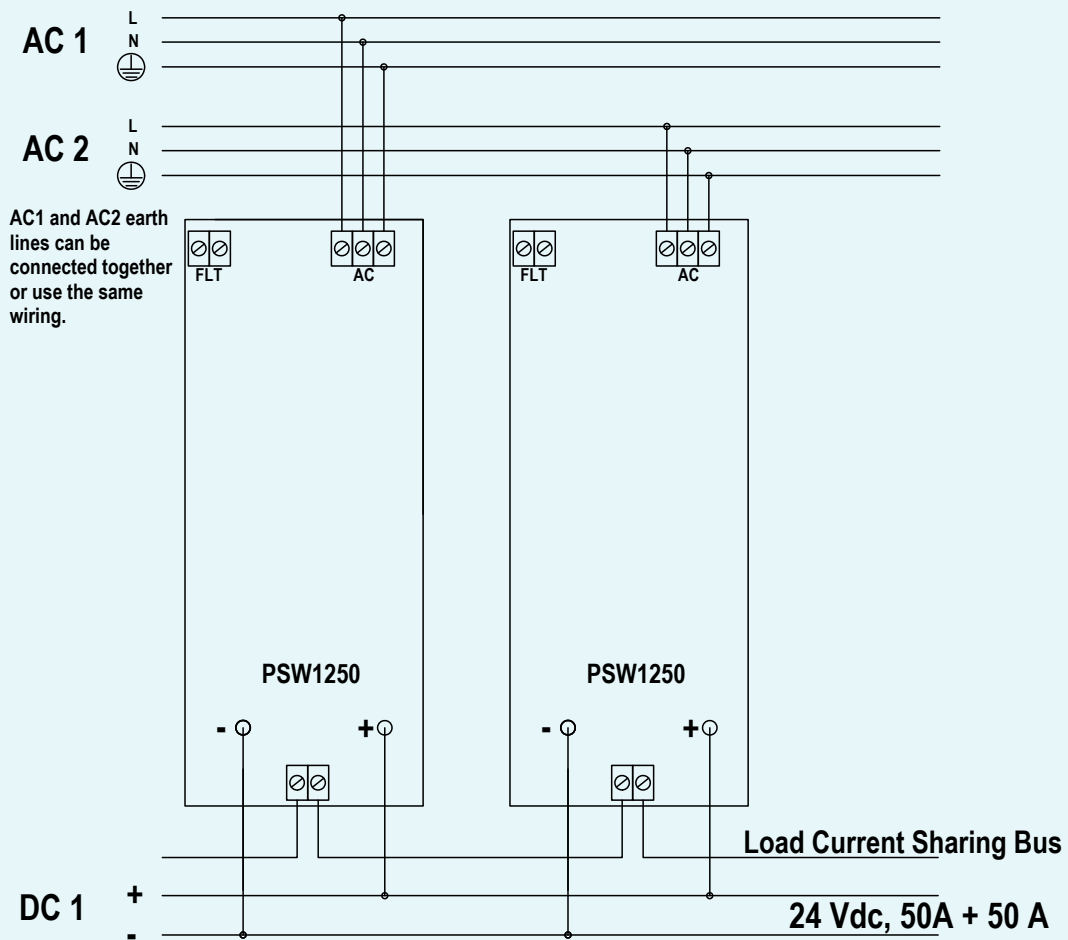 L
AC 1
N
L
AC 2
N
AC1 and AC2 earth
lines can be
connected together
or use the same
wiring.
FLT
AC
FLT
AC
PSW1250
PSW1250
- +
- +
Load Current Sharing Bus
+
DC 1
24 Vdc, 50A + 50 A
-